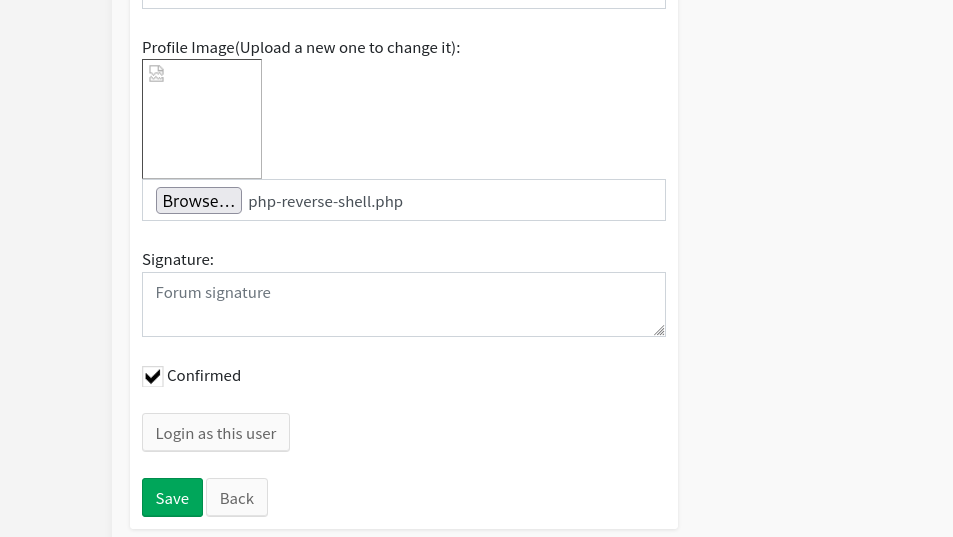 Profile Image(Upload a new one to change it):
Browse... php-reverse-shell.php
Signature:
Forum signature
Confirmed
Login as this user
Save Back